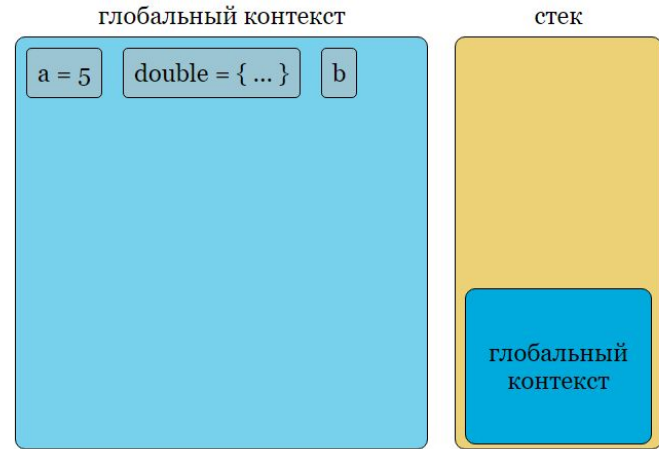 глобальный контекст
стек
a = 5
double = { ... }
b
глобальный
контекст